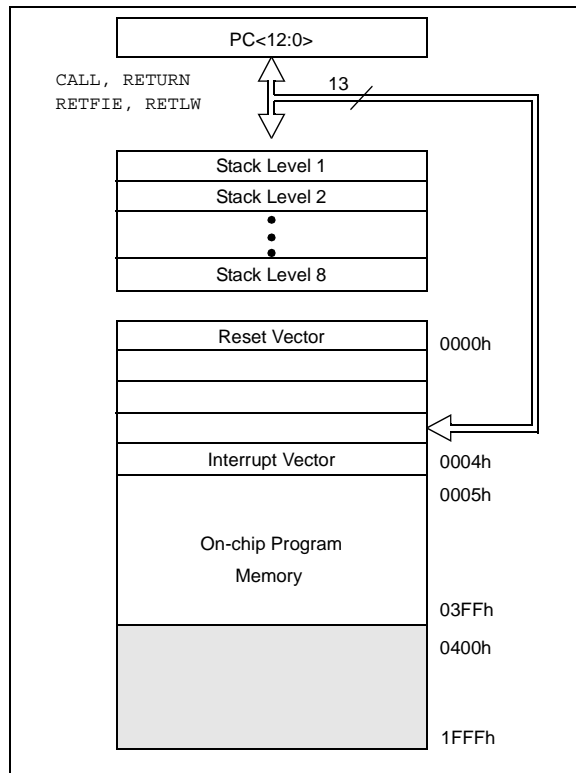 PC<12:0>
CALL, RETURN
RETFIE, RETLW
13
Stack Level 1
Stack Level 2
Stack Level 8
Reset Vector
0000h
Interrupt Vector
0004h
0005h
On-chip Program
Memory
03FFh
0400h
1FFFh